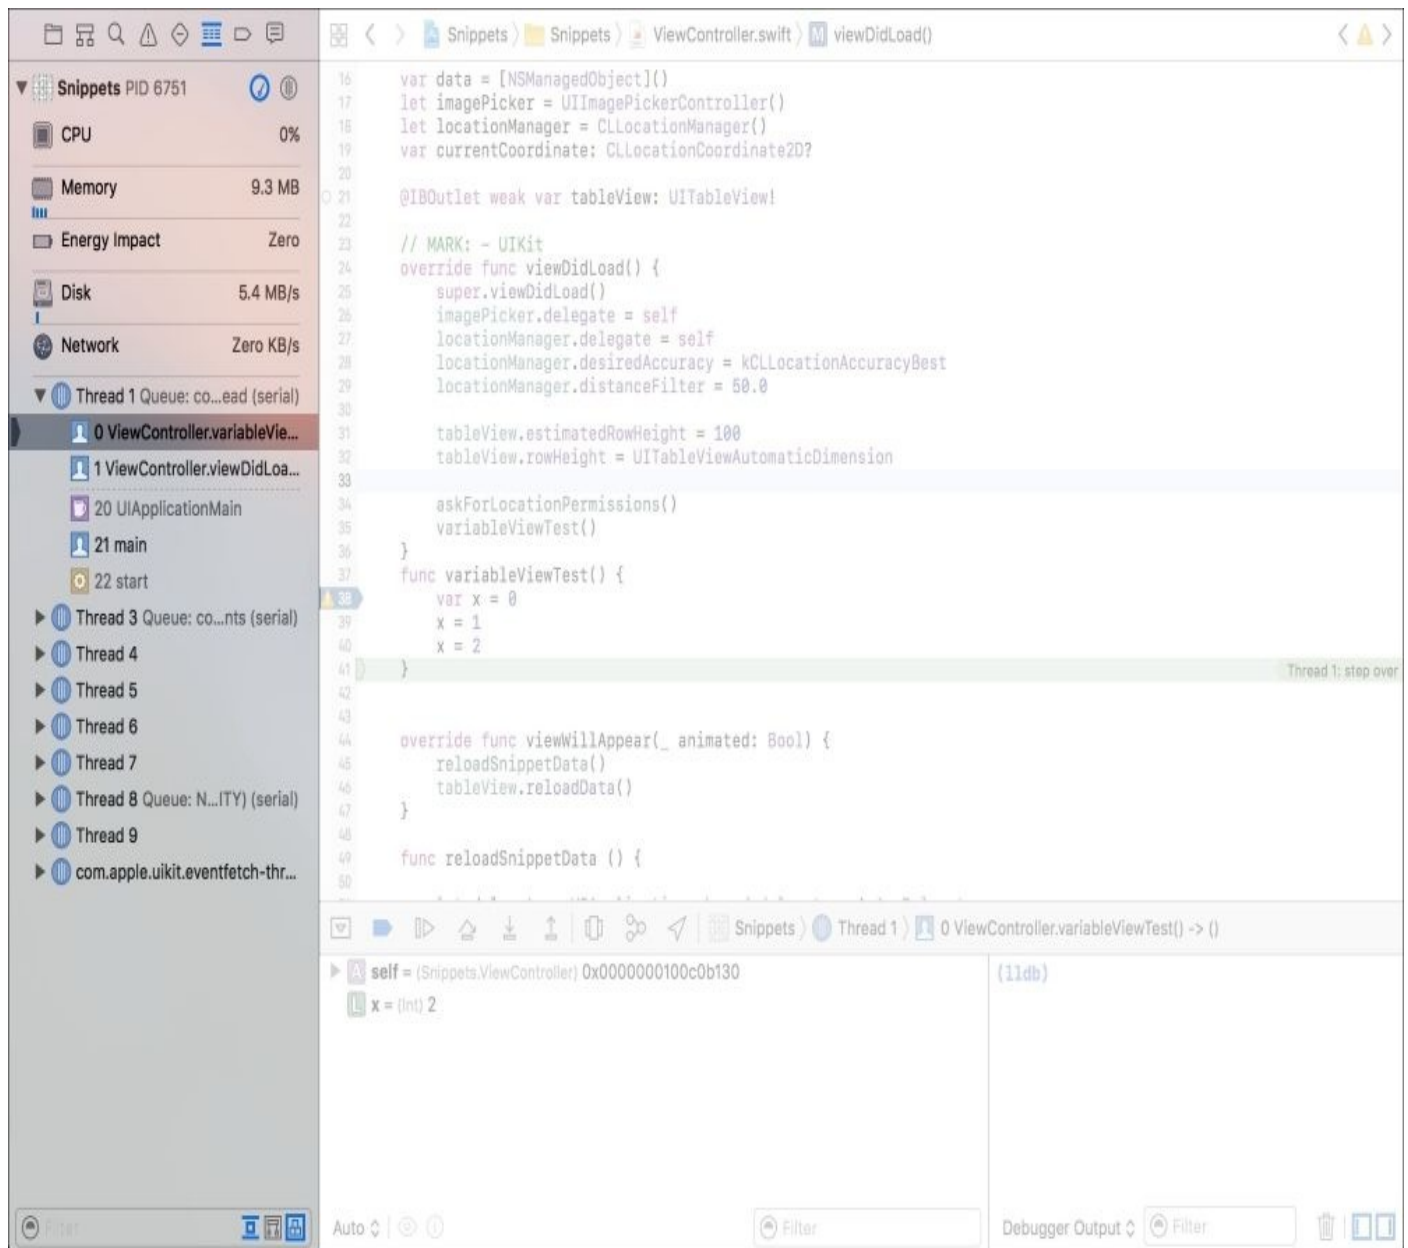 Snippets Snippets ViewController.swift viewDidLoad()
Snippets PID 6751
CPU 0%
Memory 9.3 MB
Energy Impact Zero
Disk 5.4 MB/s
Network Zero KB/s
Thread 1 Queue: co...ead (serial)
0 ViewController.variableVie...
1 ViewController.viewDidLoa...
20 UIApplicationMain
21 main
22 start
Thread 3 Queue: co...nts (serial)
Thread 4
Thread 5
Thread 6
Thread 7
Thread 8 Queue: N...ITY) (serial)
Thread 9
com.apple.uikit.eventfetch-thr...
Filter
16 var data = [NSManagedObject]()
17 let imagePicker = UIImagePickerController()
18 let locationManager = CLLocationManager()
19 var currentCoordinate: CLLocationCoordinate2D?
20
21 @IBOutlet weak var tableView: UITableView!
22
23 // MARK: - UIKit
24 override func viewDidLoad() {
25 super.viewDidLoad()
26 imagePicker.delegate = self
27 locationManager.delegate = self
28 locationManager.desiredAccuracy = kCLLocationAccuracyBest
29 locationManager.distanceFilter = 50.0
30
31 tableView.estimatedRowHeight = 100
32 tableView.rowHeight = UITableViewAutomaticDimension
33
34 askForLocationPermissions()
35 variableViewTest()
36 }
37 func variableViewTest() {
38 var x = 0
39 x = 1
40 x = 2
41 } Thread 1: step over
42
43
44 override func viewWillAppear(_ animated: Bool) {
45 reloadSnippetData()
46 tableView.reloadData()
47 }
48
49 func reloadSnippetData () {
50
Snippets Thread 1 0 ViewController.variableViewTest() -> ()
A self = (Snippets.ViewController) 0x0000000100c0b130
L x = (Int) 2
(lldb)
Auto Filter Debugger Output Filter